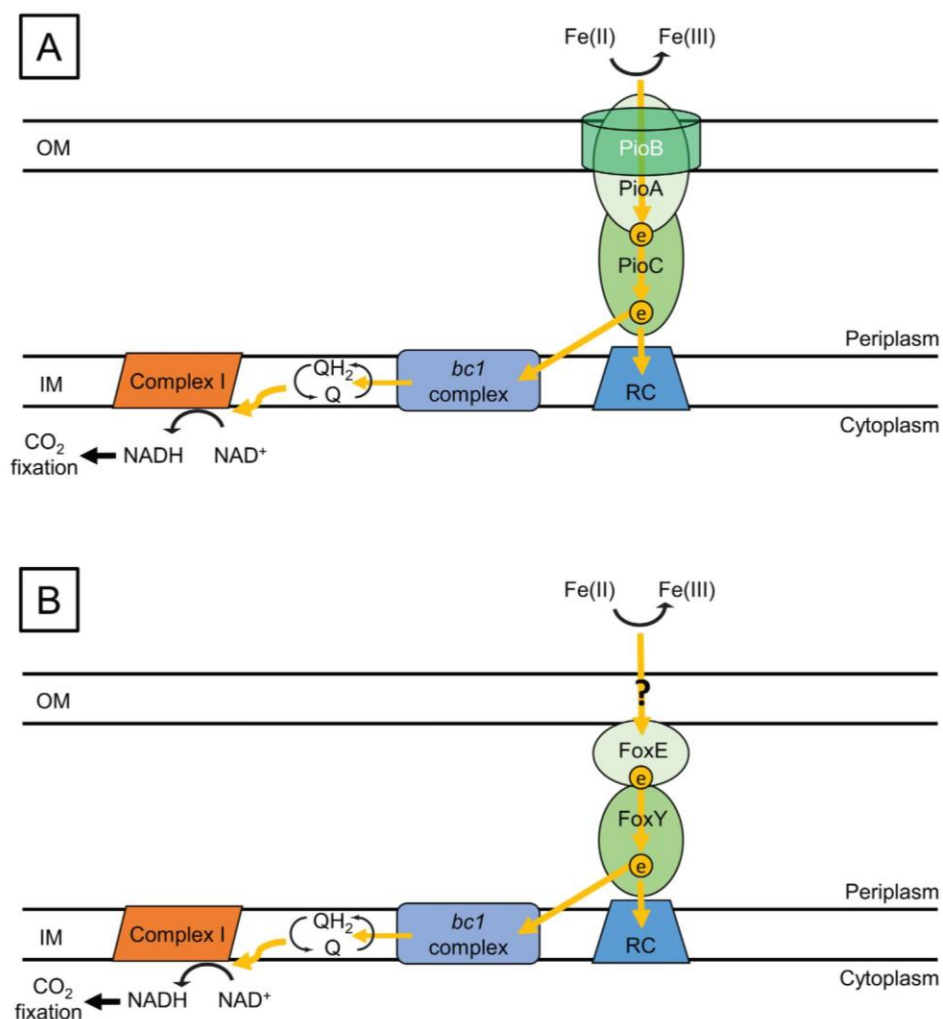 A
Fe(II) Fe(III)
OM
PioB
PioA
e
PioC
e
Periplasm
IM
Complex I
QH₂
Q
bc1
complex
RC
Cytoplasm
CO₂
fixation
NADH
NAD⁺
B
Fe(II) Fe(III)
OM
?
FoxE
e
FoxY
e
Periplasm
IM
Complex I
QH₂
Q
bc1
complex
RC
Cytoplasm
CO₂
fixation
NADH
NAD⁺